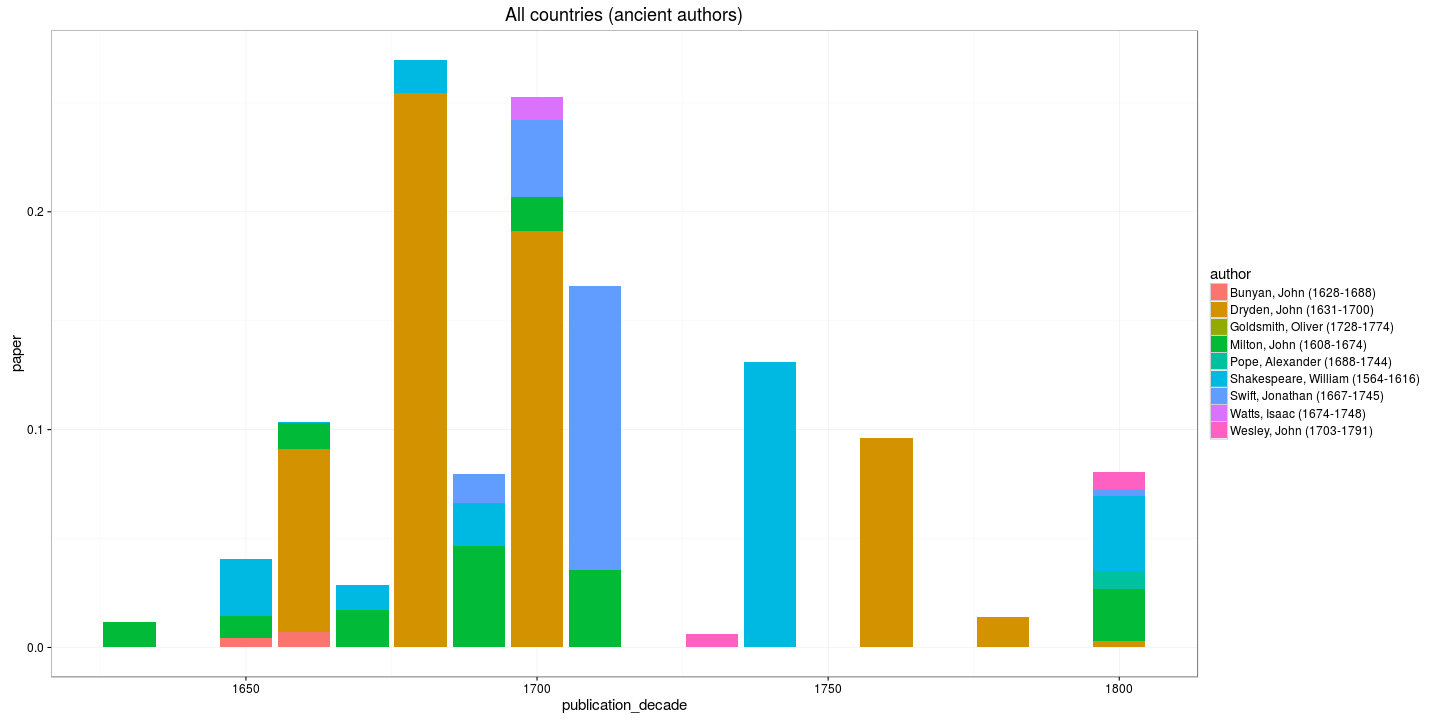 All countries (ancient authors)
paper
0.2
0.1
0.0
1650
1700
1750
1800
publication_decade
author
Bunyan, John (1628-1688)
Dryden, John (1631-1700)
Goldsmith, Oliver (1728-1774)
Milton, John (1608-1674)
Pope, Alexander (1688-1744)
Shakespeare, William (1564-1616)
Swift, Jonathan (1667-1745)
Watts, Isaac (1674-1748)
Wesley, John (1703-1791)